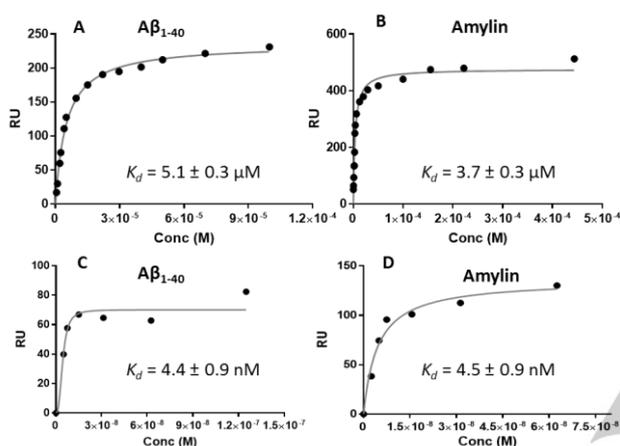 A Aβ1-40
250
200
150
100
50
0
RU
Kd = 5.1 ± 0.3 µM
0 3×10-5 6×10-5 9×10-5 1.2×10-4
Conc (M)
B Amylin
600
400
200
0
RU
Kd = 3.7 ± 0.3 µM
0 1×10-4 2×10-4 3×10-4 4×10-4 5×10-4
Conc (M)
C Aβ1-40
100
80
60
40
20
0
RU
Kd = 4.4 ± 0.9 nM
0 3×10-8 6×10-8 9×10-8 1.2×10-7 1.5×10-7
Conc (M)
D Amylin
150
100
50
0
RU
Kd = 4.5 ± 0.9 nM
0 1.5×10-8 3×10-8 4.5×10-8 6×10-8 7.5×10-8
Conc (M)